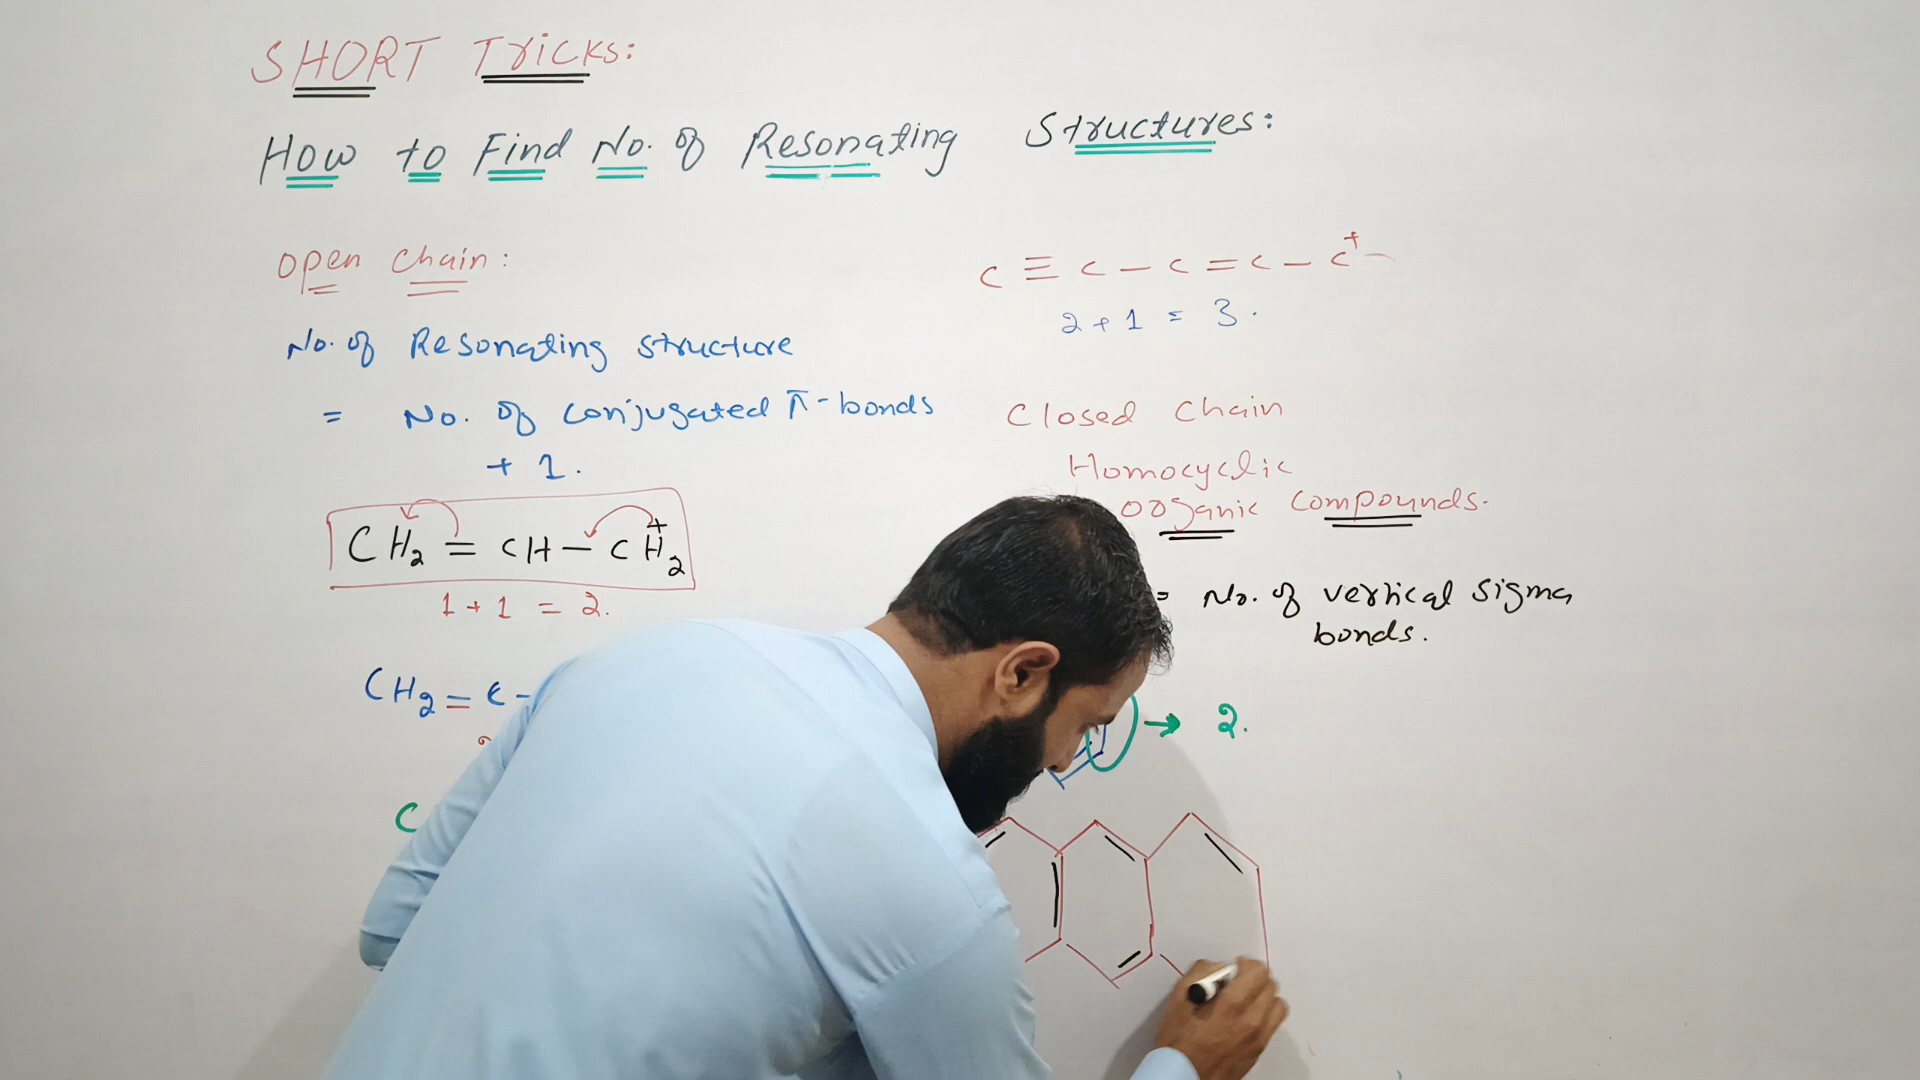 SHORT Tricks:
How to Find No. of Resonating Structures:
Open Chain:
No. of Resonating structure
= No. of conjugated π-bonds
+ 1.
CH₂ = CH – CH₂⁺
1 + 1 = 2.
CH₂ = C -
C
C ≡ C – C = C – C⁺ –
2 + 1 = 3.
Closed Chain
Homocyclic
Organic Compounds.
= No. of vertical sigma
bonds.
→ 2.